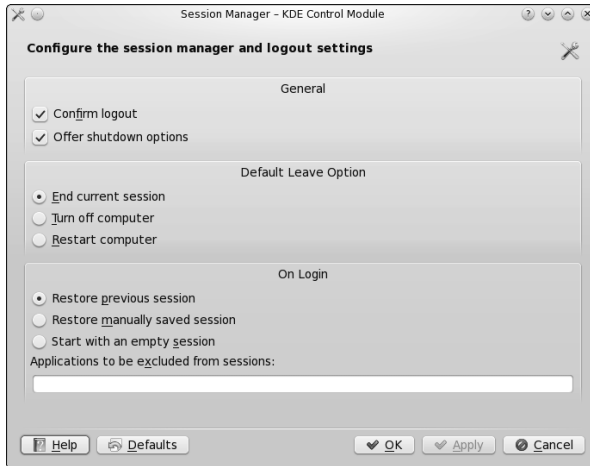 Session Manager – KDE Control Module
Configure the session manager and logout settings
General
Confirm logout
Offer shutdown options
Default Leave Option
End current session
Turn off computer
Restart computer
On Login
Restore previous session
Restore manually saved session
Start with an empty session
Applications to be excluded from sessions:
Help Defaults OK Apply Cancel